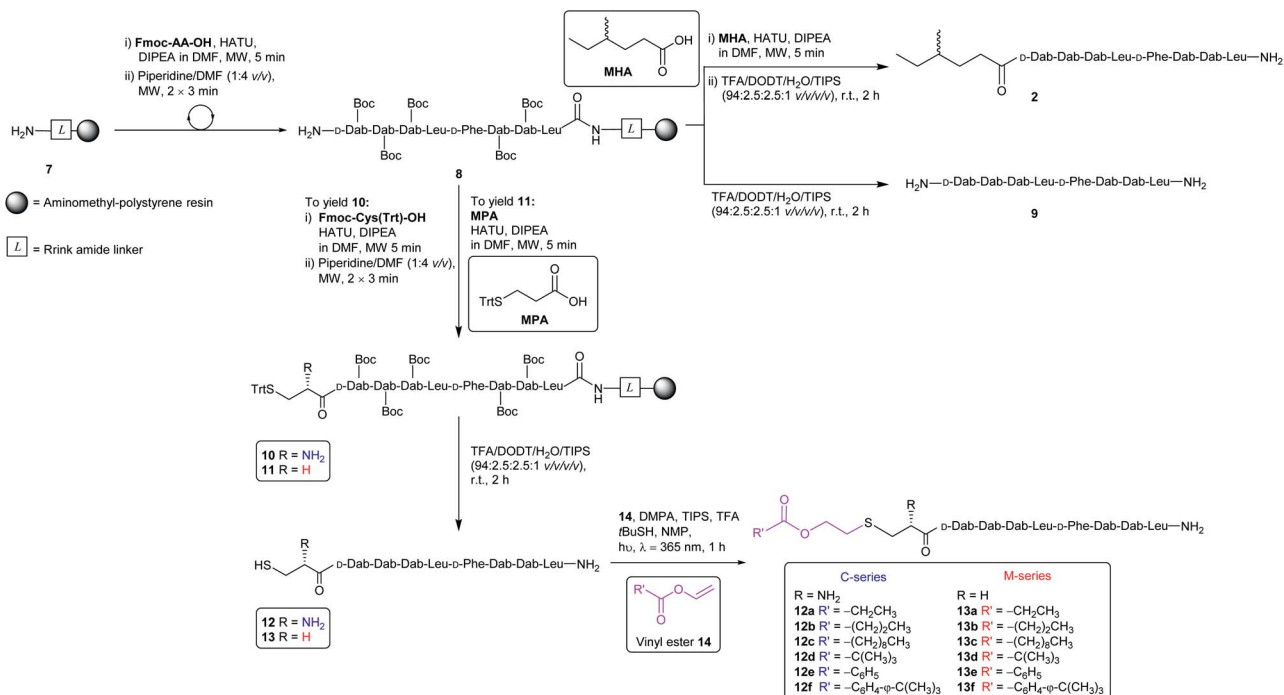 i) Fmoc-AA-OH, HATU,
DIPEA in DMF, MW, 5 min
ii) Piperidine/DMF (1:4 v/v),
MW, 2 × 3 min
H₂N
L
7
= Aminomethyl-polystyrene resin
L = Rrink amide linker
Boc Boc Boc
H₂N–D-Dab-Dab-Dab-Leu-D-Phe-Dab-Dab-Leu
O
N
H
L
Boc Boc
8
OH
O
MHA
i) MHA, HATU, DIPEA
in DMF, MW, 5 min
ii) TFA/DODT/H₂O/TIPS
(94:2.5:2.5:1 v/v/v/v), r.t., 2 h
D-Dab-Dab-Dab-Leu-D-Phe-Dab-Dab-Leu–NH₂
O
2
TFA/DODT/H₂O/TIPS
(94:2.5:2.5:1 v/v/v/v), r.t., 2 h
H₂N–D-Dab-Dab-Dab-Leu-D-Phe-Dab-Dab-Leu–NH₂
9
To yield 10:
i) Fmoc-Cys(Trt)-OH
HATU, DIPEA
in DMF, MW 5 min
ii) Piperidine/DMF (1:4 v/v),
MW, 2 × 3 min
To yield 11:
MPA
HATU, DIPEA
in DMF, MW, 5 min
O
TrtS
OH
MPA
Boc Boc Boc
R
O
TrtS
D-Dab-Dab-Dab-Leu-D-Phe-Dab-Dab-Leu
N
H
L
O
Boc Boc
10 R = NH₂
11 R = H
TFA/DODT/H₂O/TIPS
(94:2.5:2.5:1 v/v/v/v),
r.t., 2 h
R
HS
D-Dab-Dab-Dab-Leu-D-Phe-Dab-Dab-Leu–NH₂
O
12 R = NH₂
13 R = H
14, DMPA, TIPS, TFA
tBuSH, NMP,
hυ, λ = 365 nm, 1 h
R'
O
O
Vinyl ester 14
O
R
R'
O
S
D-Dab-Dab-Dab-Leu-D-Phe-Dab-Dab-Leu–NH₂
O
C-series
R = NH₂
12a R' = –CH₂CH₃
12b R' = –(CH₂)₂CH₃
12c R' = –(CH₂)₈CH₃
12d R' = –C(CH₃)₃
12e R' = –C₆H₅
12f R' = –C₆H₄-φ-C(CH₃)₃
M-series
R = H
13a R' = –CH₂CH₃
13b R' = –(CH₂)₂CH₃
13c R' = –(CH₂)₈CH₃
13d R' = –C(CH₃)₃
13e R' = –C₆H₅
13f R' = –C₆H₄-φ-C(CH₃)₃